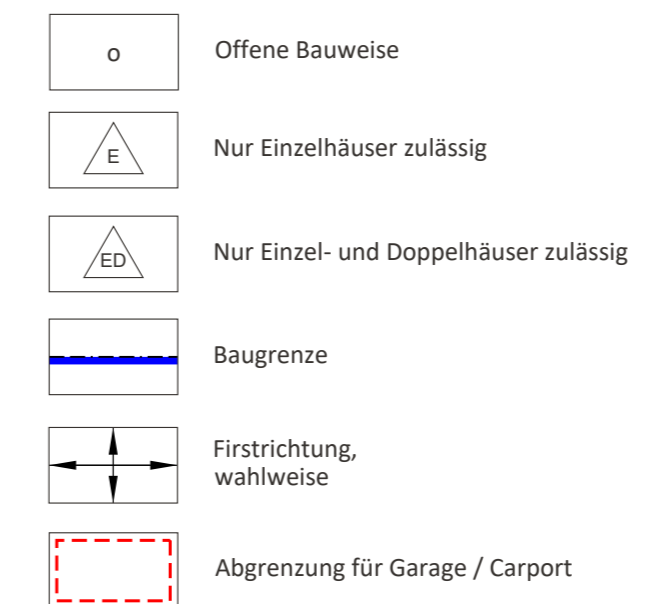 o Offene Bauweise
E Nur Einzelhäuser zulässig
ED Nur Einzel- und Doppelhäuser zulässig
Baugrenze
Firstrichtung,
wahlweise
Abgrenzung für Garage / Carport